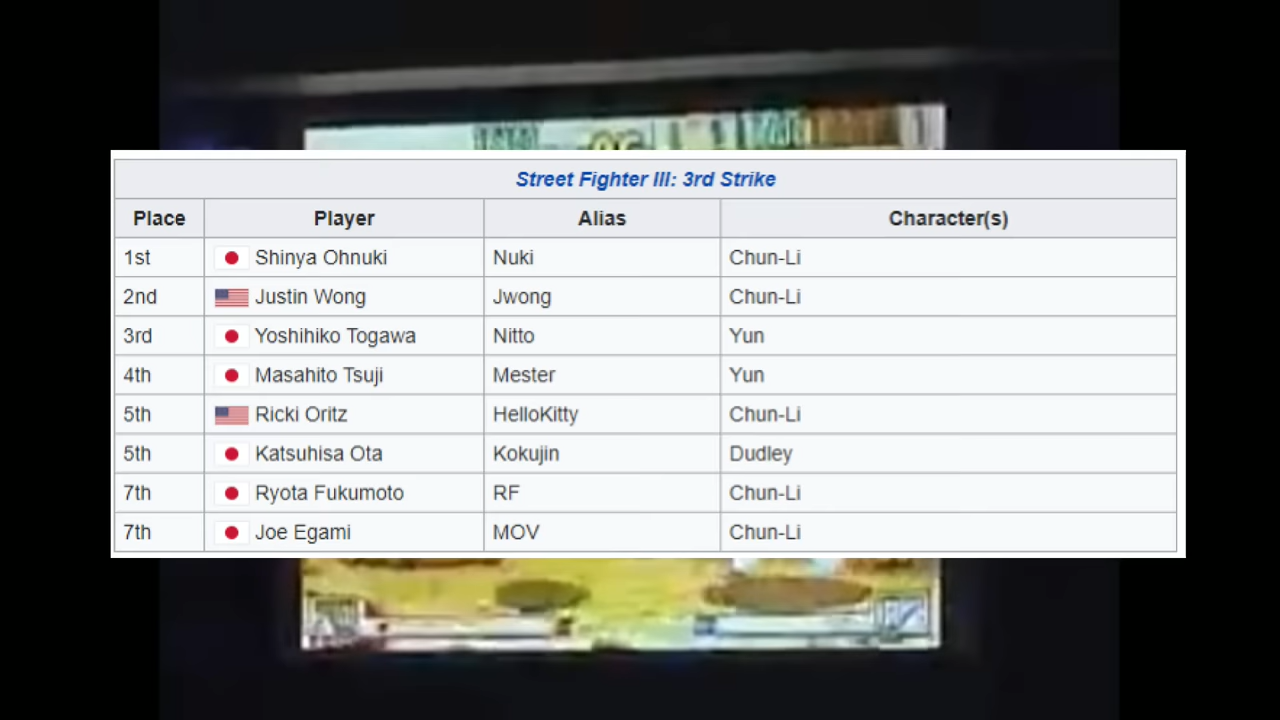 Street Fighter III: 3rd Strike
Place Player Alias Character(s)
1st Shinya Ohnuki Nuki Chun-Li
2nd Justin Wong Jwong Chun-Li
3rd Yoshihiko Togawa Nitto Yun
4th Masahito Tsuji Mester Yun
5th Ricki Oritz HelloKitty Chun-Li
5th Katsuhisa Ota Kokujin Dudley
7th Ryota Fukumoto RF Chun-Li
7th Joe Egami MOV Chun-Li